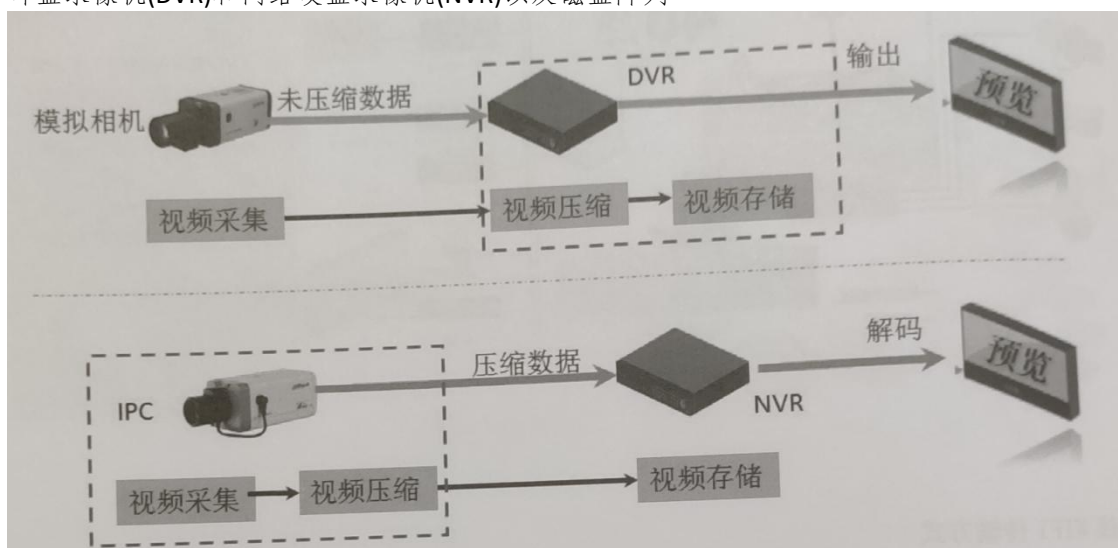 输出
DVR
未压缩数据
预览
模拟相机
视频采集
视频压缩
视频存储
解码
压缩数据
预览
IPC
NVR
视频采集
视频压缩
视频存储